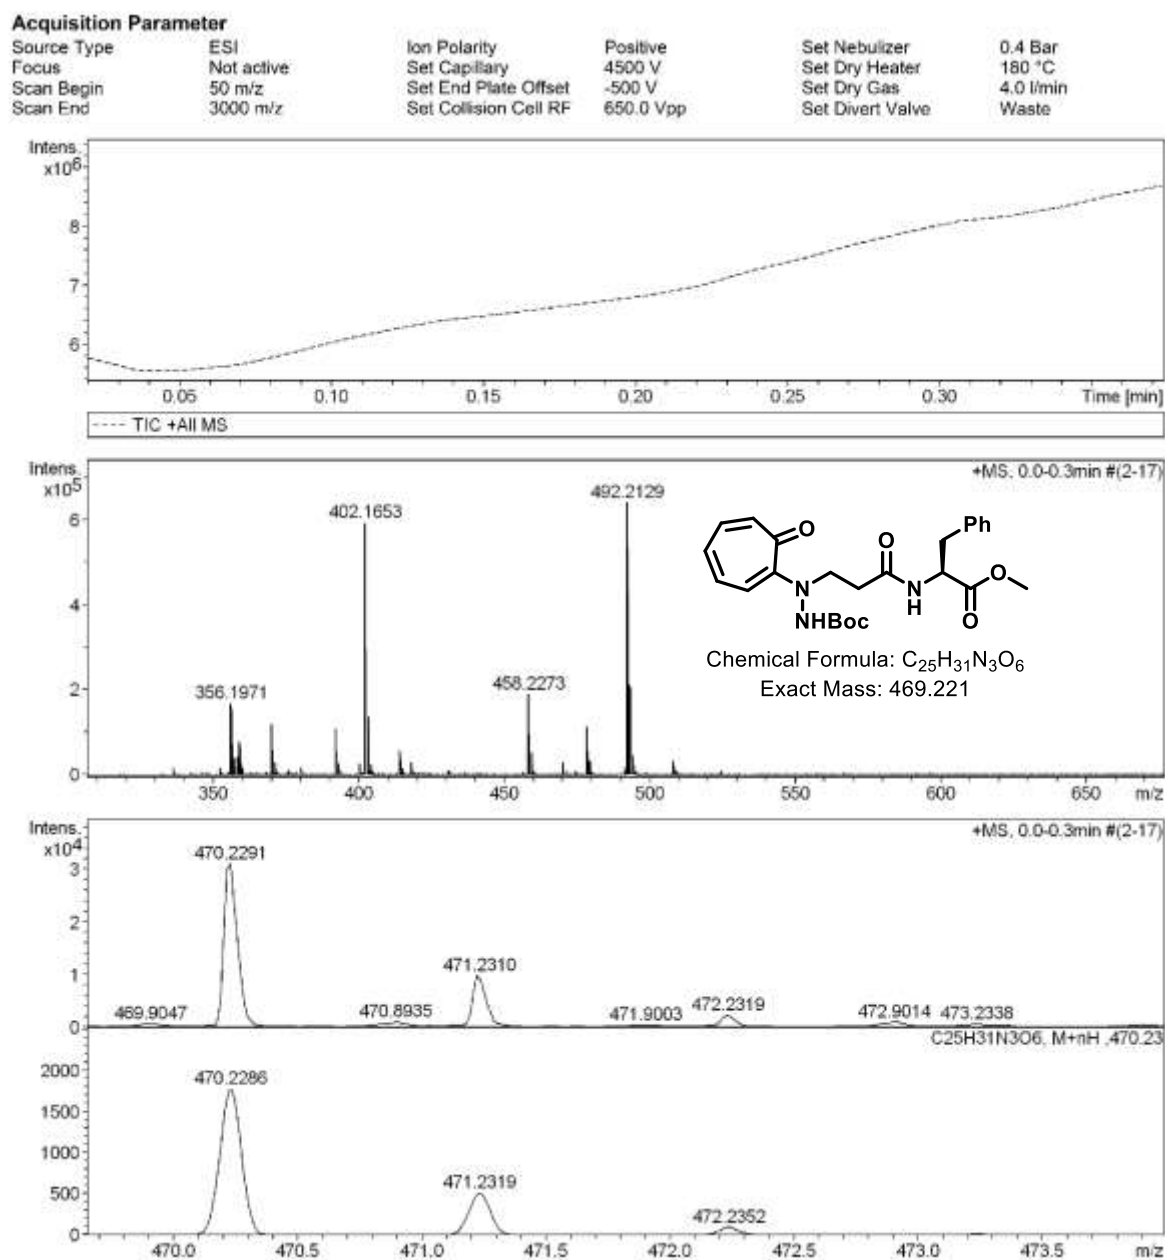 Acquisition Parameter
Source Type ESI Ion Polarity Positive Set Nebulizer 0.4 Bar
Focus Not active Set Capillary 4500 V Set Dry Heater 180 °C
Scan Begin 50 m/z Set End Plate Offset -500 V Set Dry Gas 4.0 l/min
Scan End 3000 m/z Set Collision Cell RF 650.0 Vpp Set Divert Valve Waste
Intens.
x10⁶
8
7
6
0.05 0.10 0.15 0.20 0.25 0.30 Time [min]
TIC +All MS
Intens. +MS, 0.0-0.3min #(2-17)
x10⁵
492.2129
402.1653
6
Ph
O
O
O
N
N
H
O
NHBoc
4
Chemical Formula: C₂₅H₃₁N₃O₆
Exact Mass: 469.221
458.2273
356.1971
2
0
350 400 450 500 550 600 650 m/z
Intens. +MS, 0.0-0.3min #(2-17)
x10⁴
470.2291
3
2
471.2310
1
469.9047 470.8935 471.9003 472.2319 472.9014 473.2338
0
C25H31N3O6, M+nH ,470.23
470.2286
2000
1500
1000
471.2319
500
472.2352
0
470.0 470.5 471.0 471.5 472.0 472.5 473.0 473.5 m/z